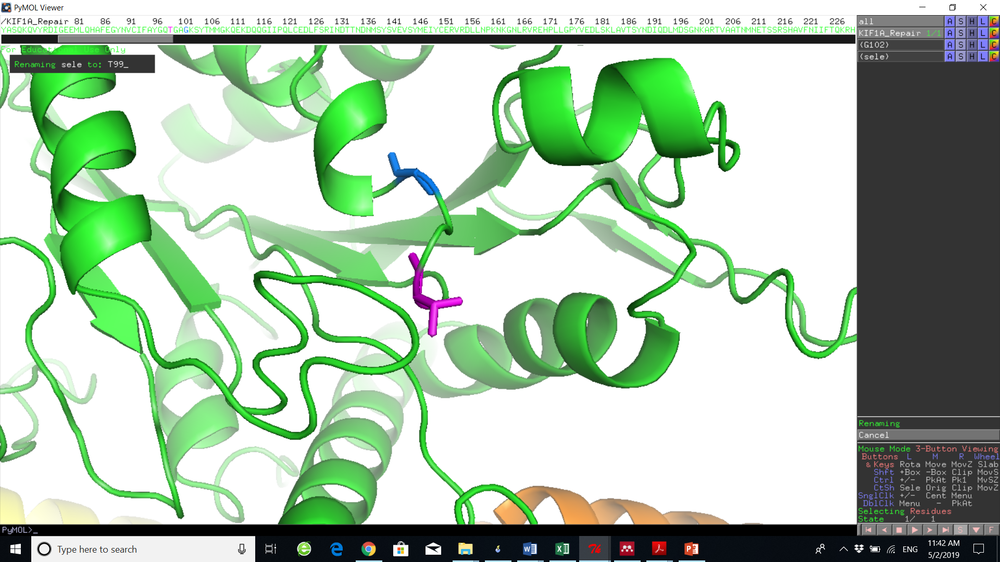 PyMOL Viewer
/KIF1A_Repair 81 86 91 96 101 106 111 116 121 126 131 136 141 146 151 156 161 166 171 176 181 186 191 196 201 206 211 216 221 226
YASQKQVYRDIGEEMLQHAFEGYNVCIFAYGQTGAGKSYTMMGKQEKDQQGIIPQLCEDLFSRINDTTNDNMSYSVEVSYMEIYCERVRDLLNPKNKGNLRVREHPLLGPYVEDLSKLAVTSYNDIQDLMDSGNKARTVAATNMNETSSRSHAVFNIIFTQKRH
For Educational Use Only
Renaming sele to: T99_
all A S H L C
KIF1A_Repair 1/1 A S H L C
(G102) A S H L C
(sele) A S H L C
Renaming
Cancel
Mouse Mode 3-Button Viewing
Buttons L M R Wheel
& Keys Rota Move MovZ Slab
Shft +Box -Box Clip MovS
Ctrl +/- PkAt Pk1 MvSZ
CtSh Sele Orig Clip MovZ
SnglClk +/- Cent Menu
DblClk Menu - PkAt
Selecting Residues
State 1/ 1
S F
PyMOL>_
Type here to search
ENG
11:42 AM
5/2/2019